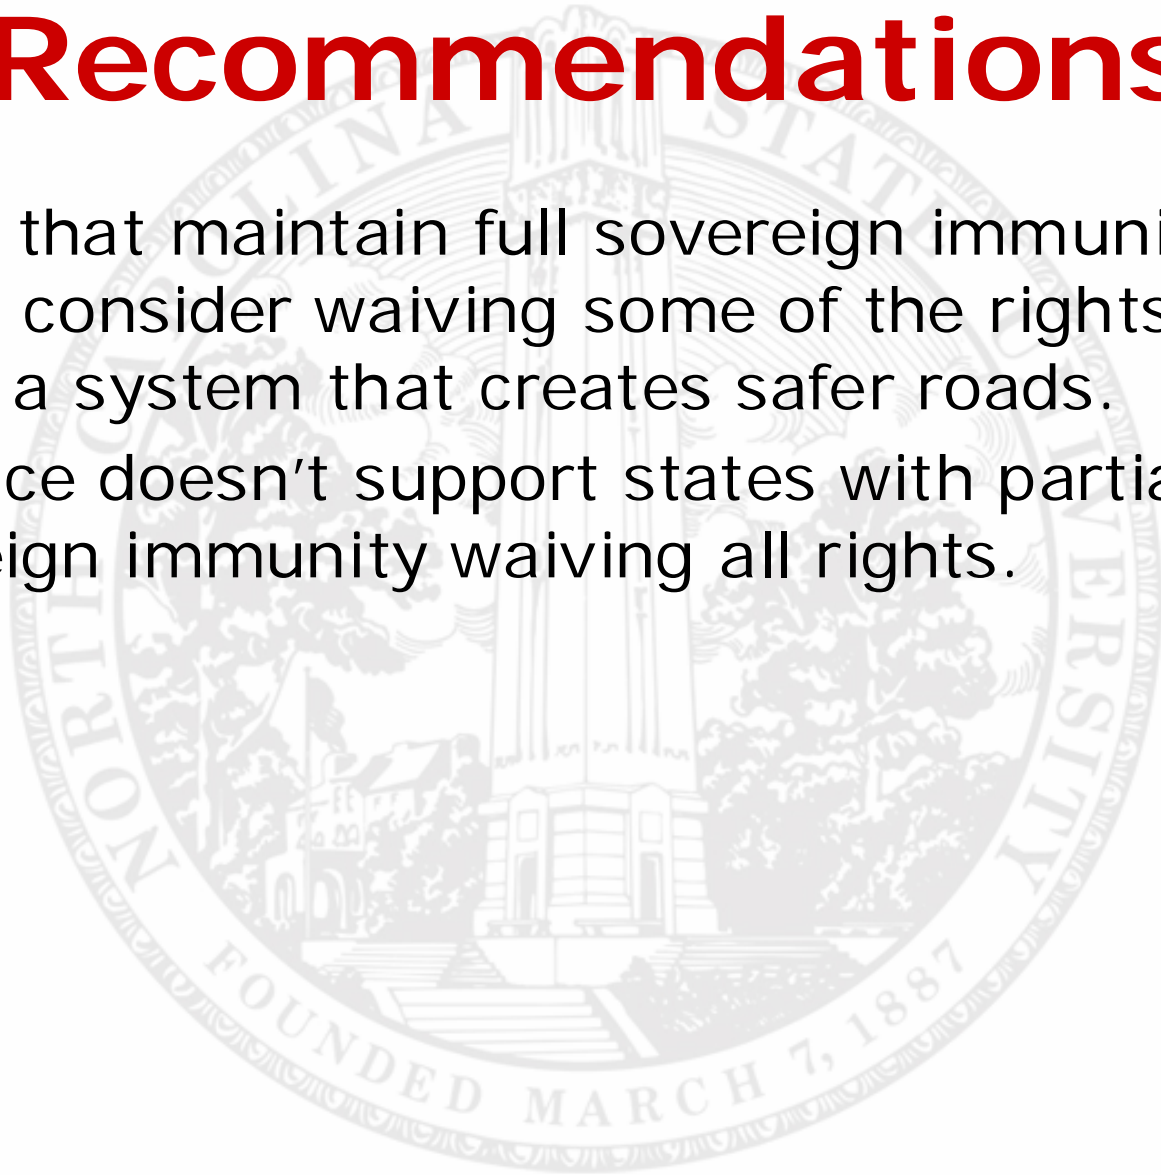 Recommendations
that maintain full sovereign immuni
consider waiving some of the rights
a system that creates safer roads.
ce doesn't support states with partia
eign immunity waiving all rights.
NORTH CAROLINA STATE UNIVERSITY
FOUNDED MARCH 7, 1887